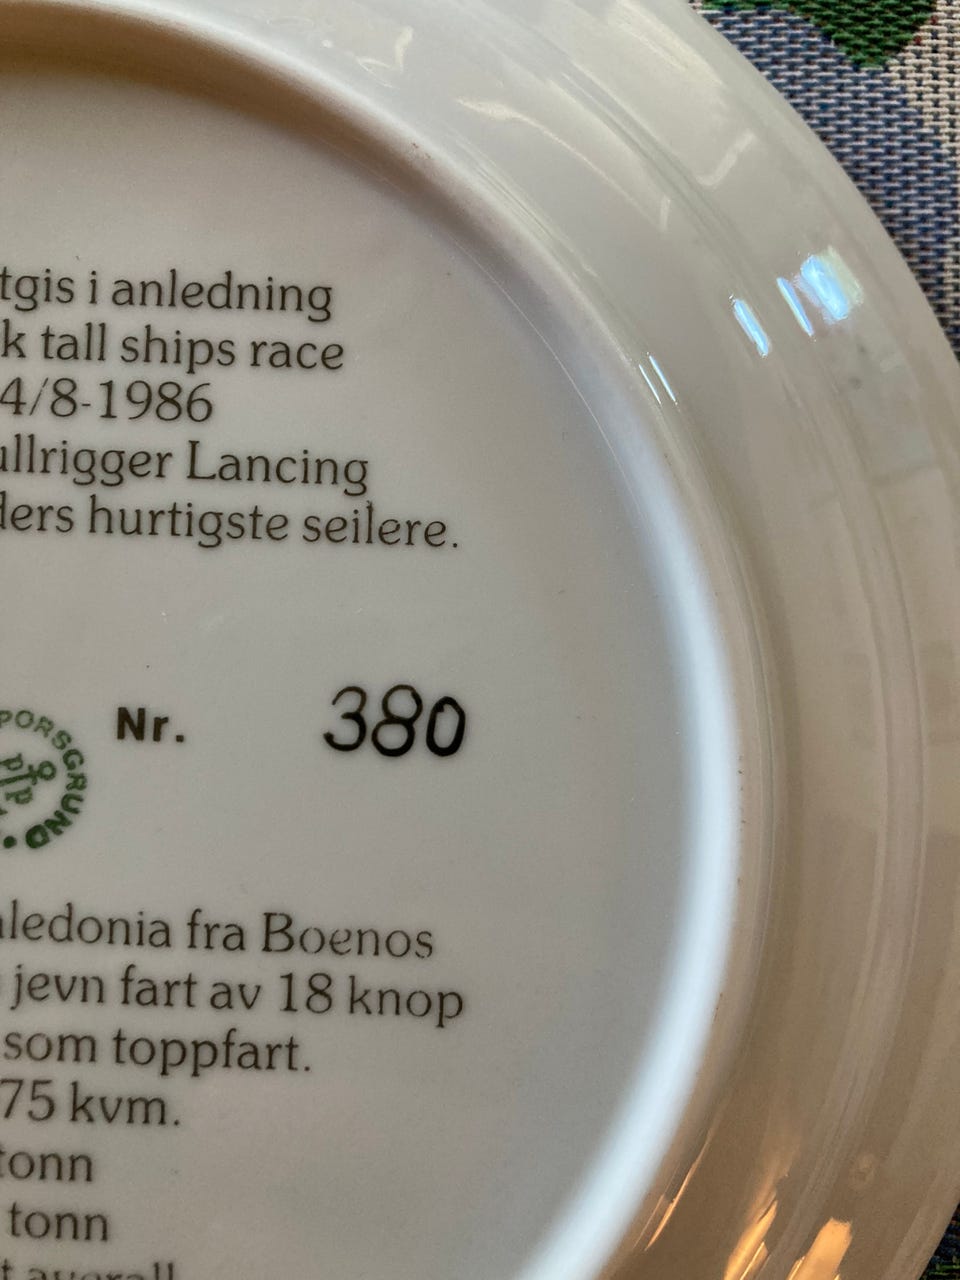 tgis i anledning
k tall ships race
4/8-1986
ullrigger Lancing
ders hurtigste seilere.
PORSGRUND
Nr. 380
aledonia fra Boenos
jevn fart av 18 knop
som toppfart.
75 kvm.
tonn
tonn
t overall